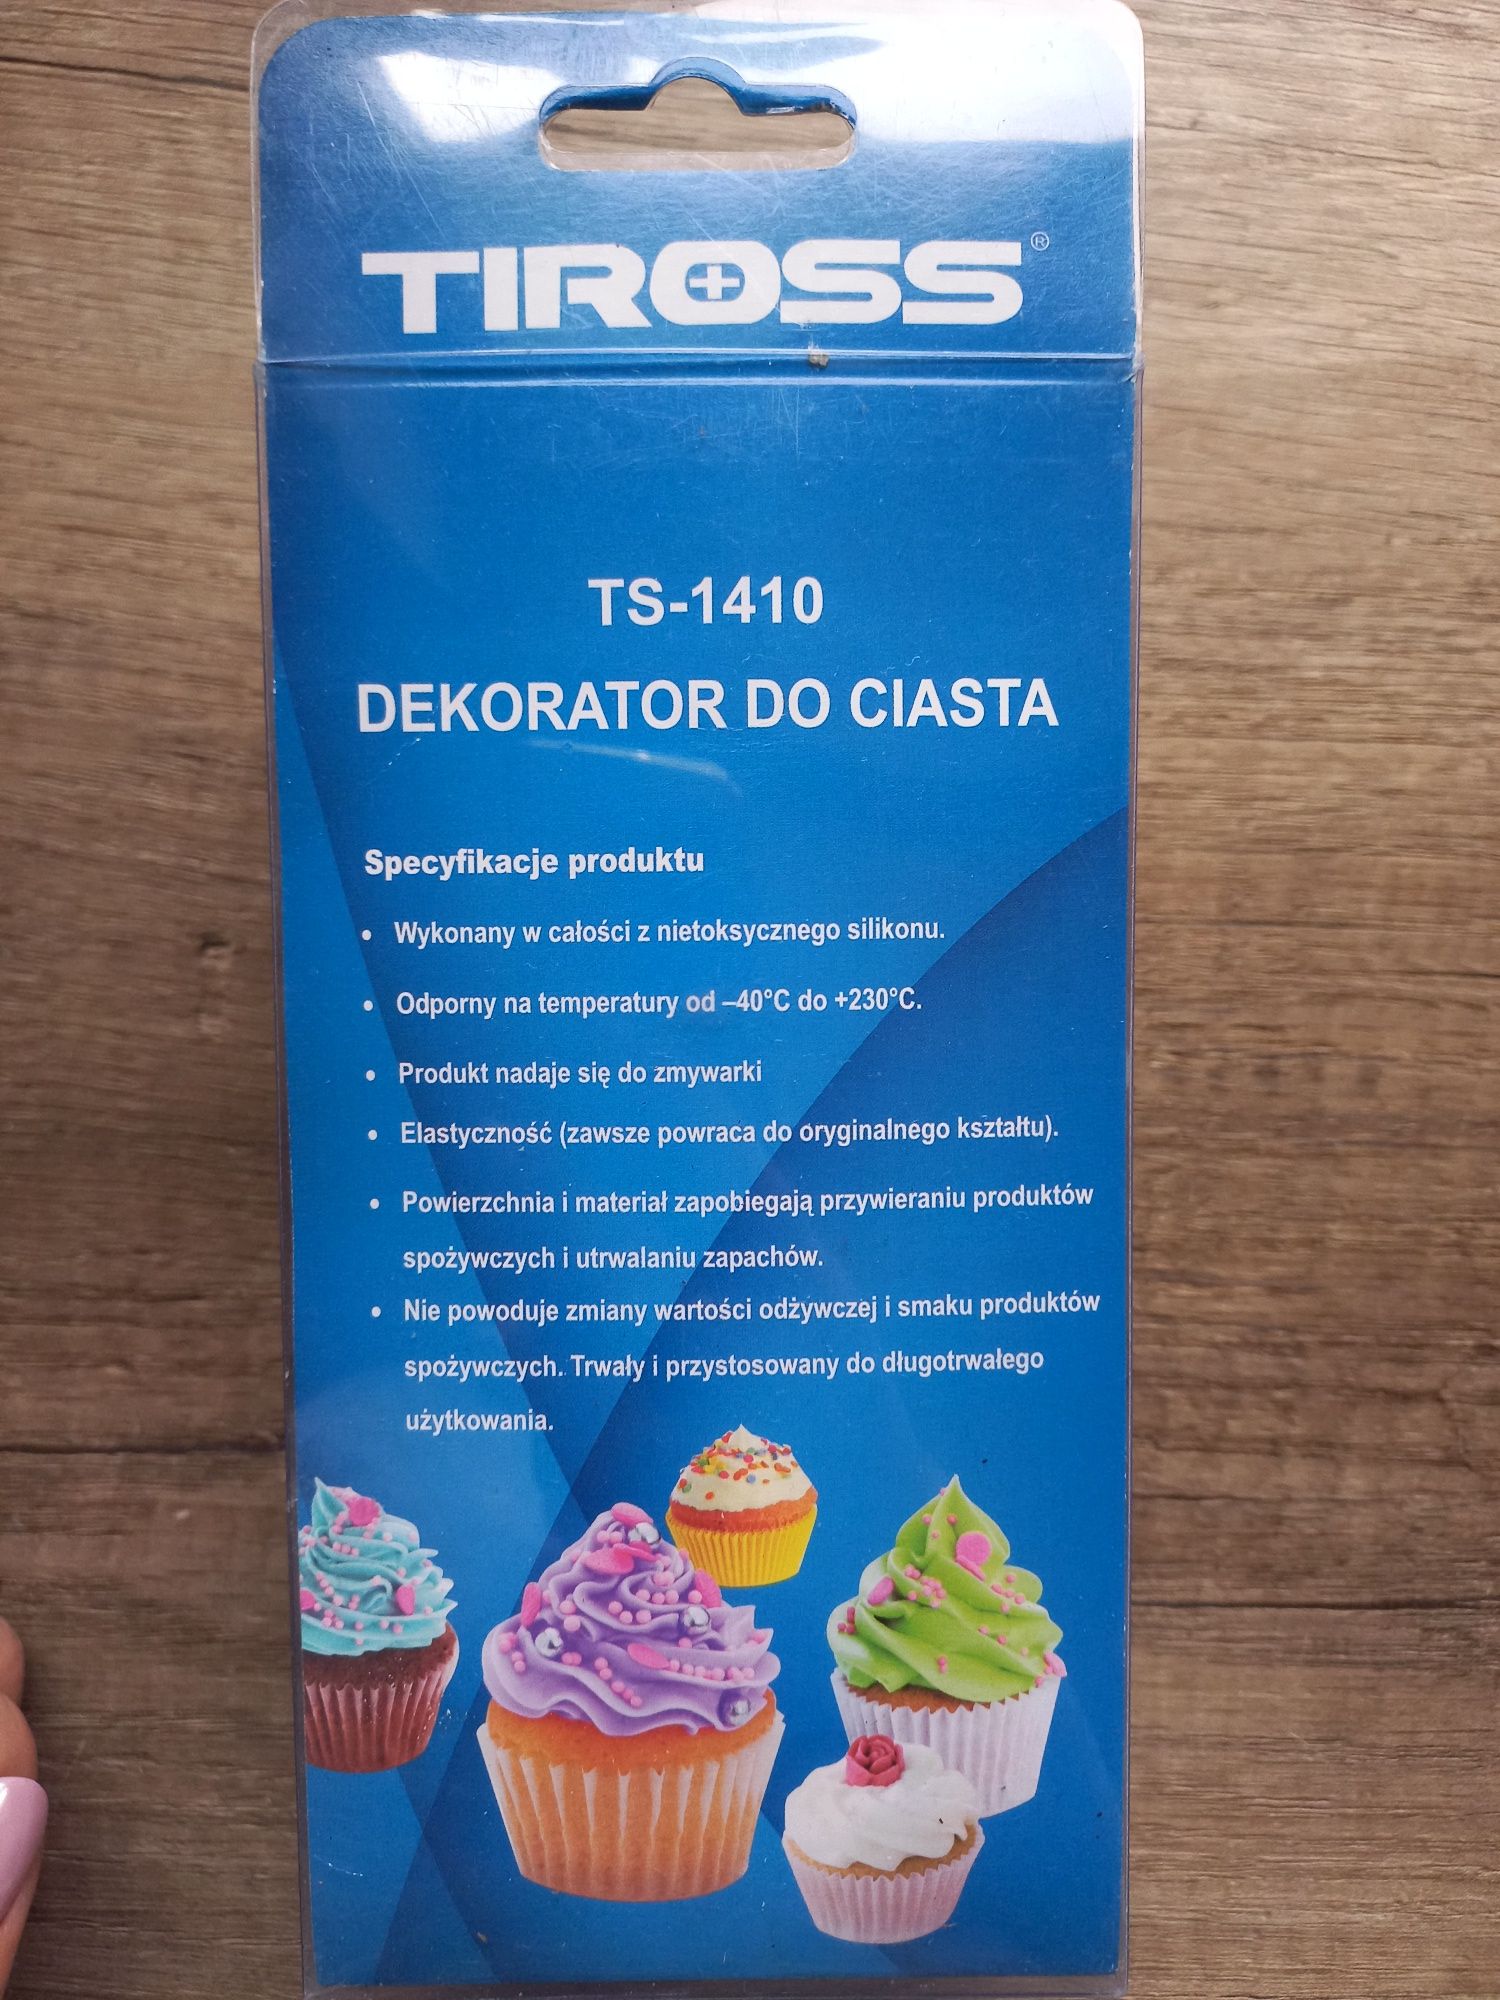 TIROSS®
TS-1410
DEKORATOR DO CIASTA
Specyfikacje produktu
• Wykonany w całości z nietoksycznego silikonu.
• Odporny na temperatury od –40°C do +230°C.
• Produkt nadaje się do zmywarki
• Elastyczność (zawsze powraca do oryginalnego kształtu).
• Powierzchnia i materiał zapobiegają przywieraniu produktów
spożywczych i utrwalaniu zapachów.
• Nie powoduje zmiany wartości odżywczej i smaku produktów
spożywczych. Trwały i przystosowany do długotrwałego
użytkowania.